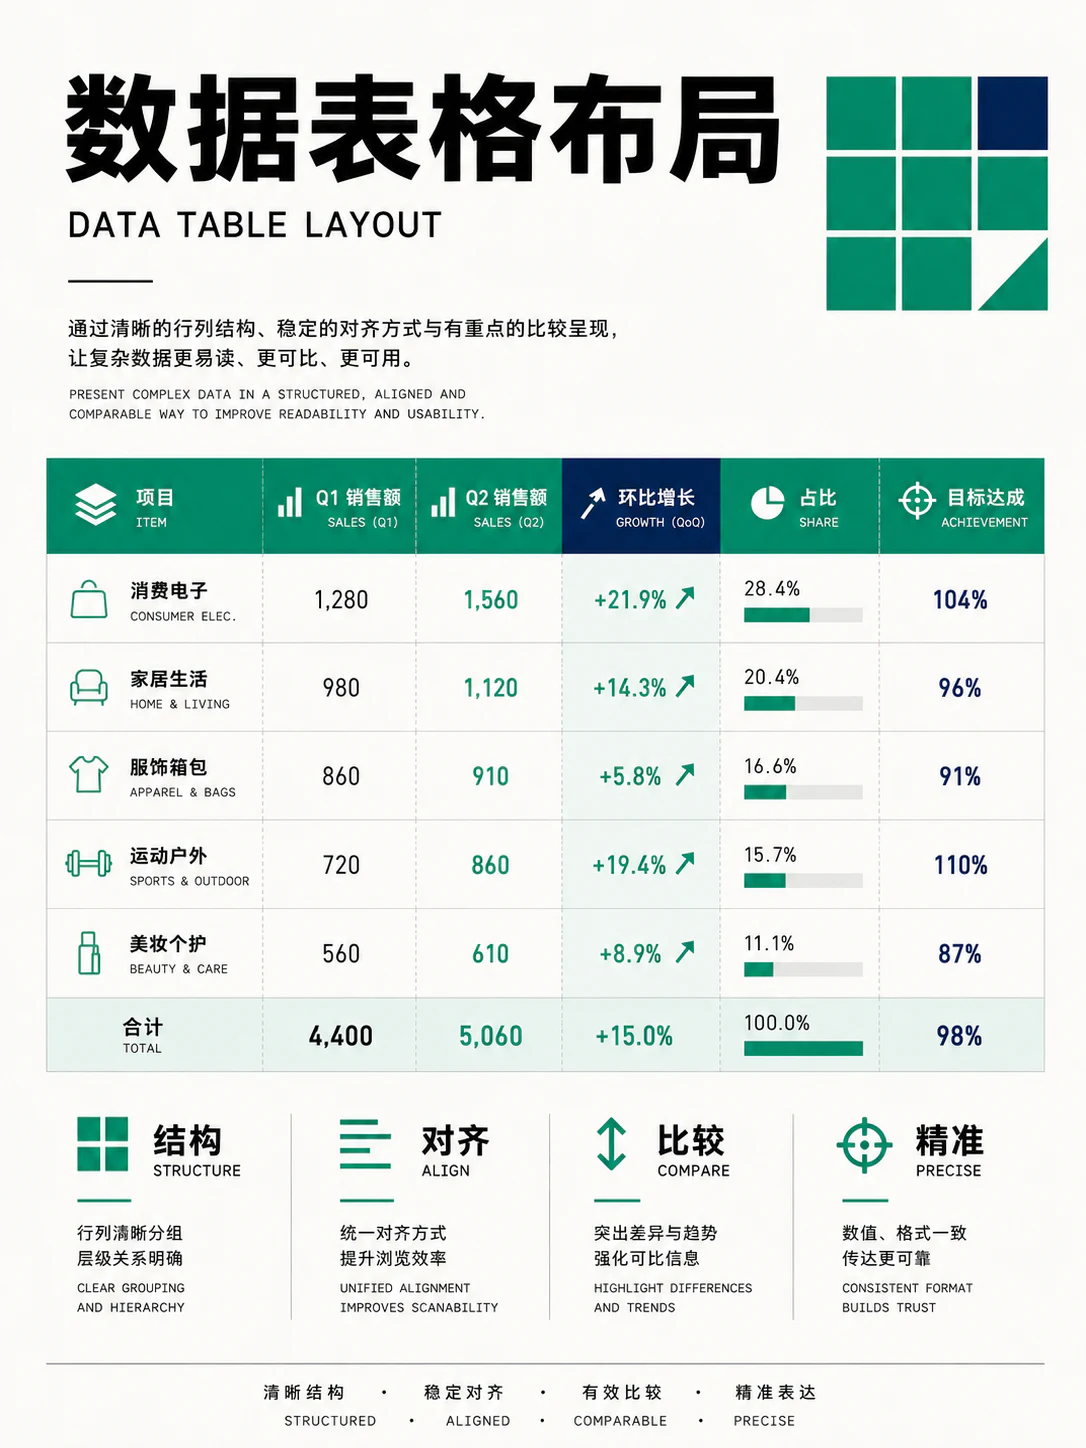 数据表格布局
DATA TABLE LAYOUT
通过清晰的行列结构、稳定的对齐方式与有重点的比较呈现，
让复杂数据更易读、更可比、更可用。
PRESENT COMPLEX DATA IN A STRUCTURED, ALIGNED AND
COMPARABLE WAY TO IMPROVE READABILITY AND USABILITY.
项目 Q1 销售额 Q2 销售额 环比增长 占比 目标达成
ITEM SALES (Q1) SALES (Q2) GROWTH (QoQ) SHARE ACHIEVEMENT
消费电子 1,280 1,560 +21.9% 28.4% 104%
CONSUMER ELEC.
家居生活 980 1,120 +14.3% 20.4% 96%
HOME & LIVING
服饰箱包 860 910 +5.8% 16.6% 91%
APPAREL & BAGS
运动户外 720 860 +19.4% 15.7% 110%
SPORTS & OUTDOOR
美妆个护 560 610 +8.9% 11.1% 87%
BEAUTY & CARE
合计 4,400 5,060 +15.0% 100.0% 98%
TOTAL
结构 对齐 比较 精准
STRUCTURE ALIGN COMPARE PRECISE
行列清晰分组 统一对齐方式 突出差异与趋势 数值、格式一致
层级关系明确 提升浏览效率 强化可比信息 传达更可靠
CLEAR GROUPING UNIFIED ALIGNMENT HIGHLIGHT DIFFERENCES CONSISTENT FORMAT
AND HIERARCHY IMPROVES SCANABILITY AND TRENDS BUILDS TRUST
清晰结构 • 稳定对齐 • 有效比较 • 精准表达
STRUCTURED • ALIGNED • COMPARABLE • PRECISE